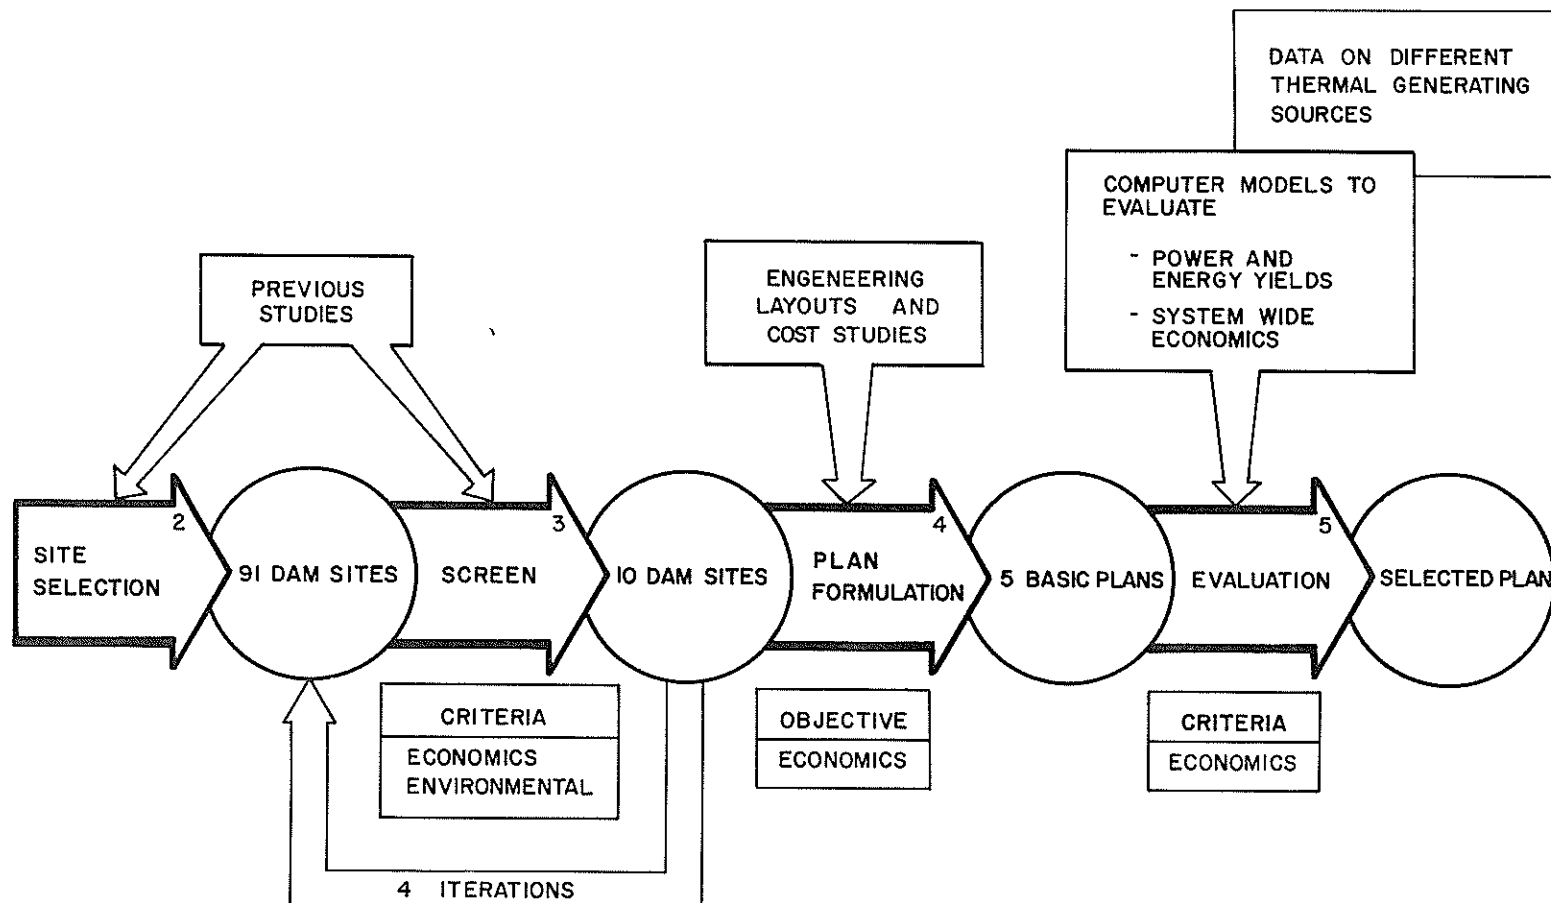 DATA ON DIFFERENT
THERMAL GENERATING
SOURCES
COMPUTER MODELS TO
EVALUATE
- POWER AND
ENERGY YIELDS
- SYSTEM WIDE
ECONOMICS
PREVIOUS
STUDIES
ENGENEERING
LAYOUTS AND
COST STUDIES
SITE
SELECTION
2
91 DAM SITES
SCREEN
3
10 DAM SITES
PLAN
FORMULATION
4
5 BASIC PLANS
EVALUATION
5
SELECTED PLAN
CRITERIA
ECONOMICS
ENVIRONMENTAL
OBJECTIVE
ECONOMICS
CRITERIA
ECONOMICS
4 ITERATIONS